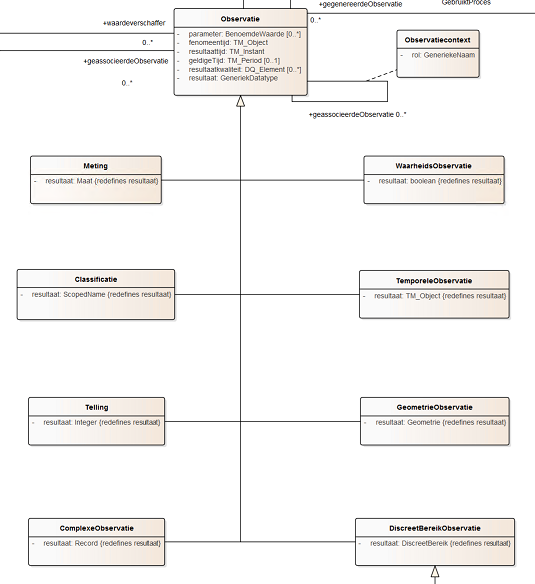 +gegenereerdeObservatie
GebruiktProces
+waardeverschaffer
0..*
0..*
+geassocieerdeObservatie
0..*
Observatie
- parameter: BenoemdeWaarde [0..*]
- fenomeentijd: TM_Object
- resultaattijd: TM_Instant
- geldigeTijd: TM_Period [0..1]
- resultaatkwaliteit: DQ_Element [0..*]
- resultaat: GeneriekDatatype
Observatiecontext
- rol: GeneriekeNaam
+geassocieerdeObservatie 0..*
Meting
- resultaat: Maat {redefines resultaat}
WaarheidsObservatie
- resultaat: boolean {redefines resultaat}
Classificatie
- resultaat: ScopedName {redefines resultaat}
TemporeleObservatie
- resultaat: TM_Object {redefines resultaat}
Telling
- resultaat: Integer {redefines resultaat}
GeometrieObservatie
- resultaat: Geometrie {redefines resultaat}
ComplexeObservatie
- resultaat: Record {redefines resultaat}
DiscreetBereikObservatie
- resultaat: DiscreetBereik {redefines resultaat}